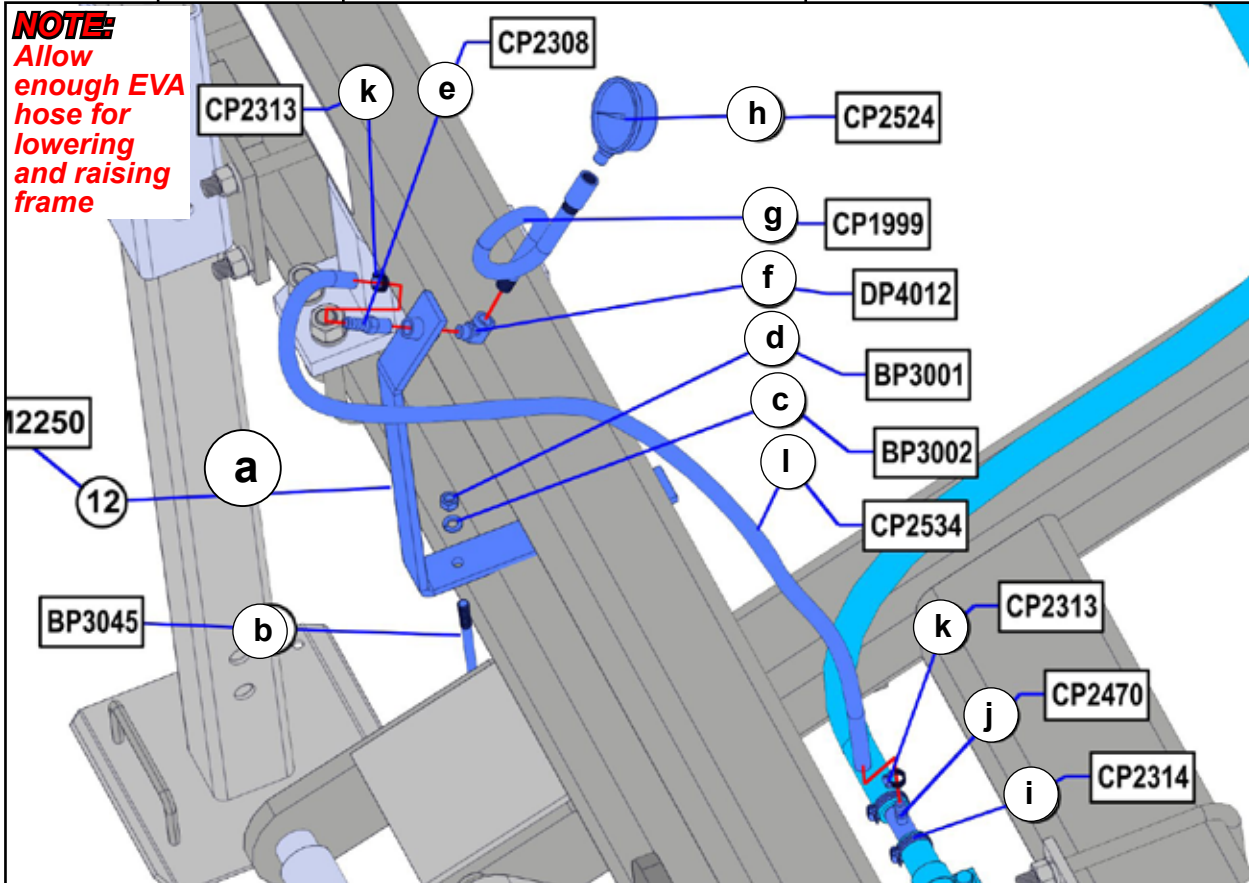 NOTE:
Allow
enough EVA
hose for
lowering
and raising
frame
CP2308
CP2313
k
e
h
CP2524
g
CP1999
f
DP4012
d
BP3001
c
BP3002
12250
a
12
l
CP2534
BP3045
b
k
CP2313
j
CP2470
i
CP2314